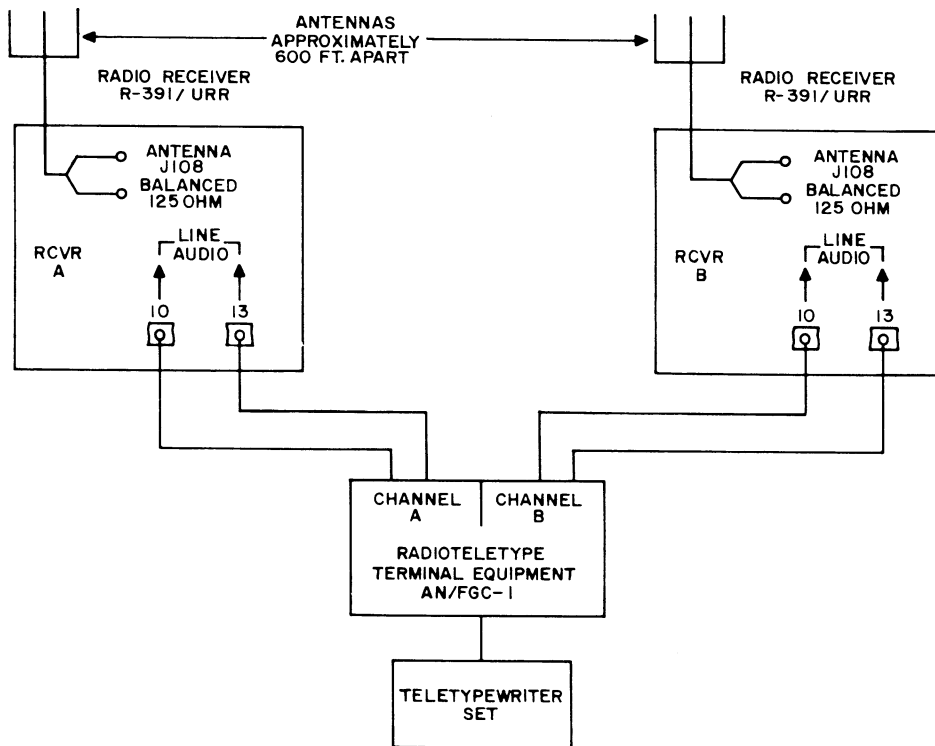 ANTENNAS
APPROXIMATELY
600 FT. APART
RADIO RECEIVER
R-391/URR
RADIO RECEIVER
R-391/URR
ANTENNA
J108
BALANCED
125 OHM
LINE
AUDIO
RCVR
A
10
13
ANTENNA
J108
BALANCED
125 OHM
LINE
AUDIO
RCVR
B
10
13
CHANNEL
A
CHANNEL
B
RADIOTELETYPE
TERMINAL EQUIPMENT
AN/FGC-1
TELETYPEWRITER
SET